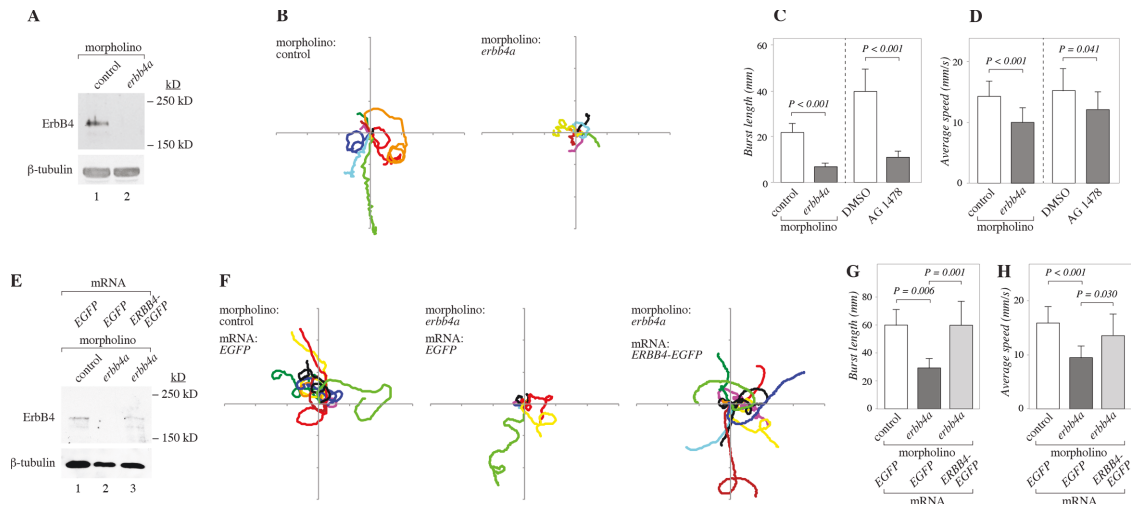 A
morpholino
control
erbb4a
kD
– 250 kD
ErbB4
– 150 kD
β-tubulin
1 2
B
morpholino:
control
morpholino:
erbb4a
C
Burst length (mm)
60
40
20
0
P < 0.001
P < 0.001
control
erbb4a
DMSO
AG 1478
morpholino
D
Average speed (mm/s)
20
10
0
P < 0.001
P = 0.041
control
erbb4a
DMSO
AG 1478
morpholino
E
mRNA
EGFP
EGFP
ERBB4-
EGFP
morpholino
control
erbb4a
erbb4a
kD
– 250 kD
ErbB4
– 150 kD
β-tubulin
1 2 3
F
morpholino:
control
mRNA:
EGFP
morpholino:
erbb4a
mRNA:
EGFP
morpholino:
erbb4a
mRNA:
ERBB4-EGFP
G
Burst length (mm)
80
60
40
20
0
P = 0.001
P = 0.006
control
erbb4a
erbb4a
morpholino
EGFP
EGFP
ERBB4-
EGFP
mRNA
H
Average speed (mm/s)
20
10
0
P < 0.001
P = 0.030
control
erbb4a
erbb4a
morpholino
EGFP
EGFP
ERBB4-
EGFP
mRNA